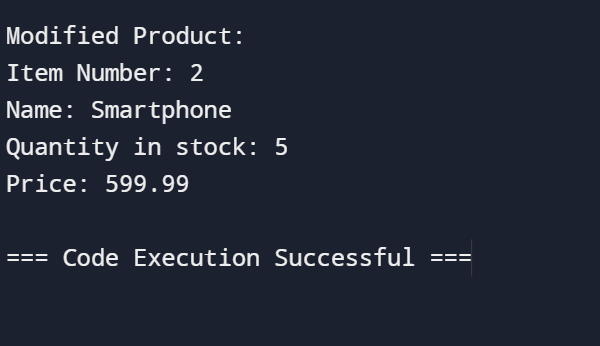 Modified Product:
Item Number: 2
Name: Smartphone
Quantity in stock: 5
Price: 599.99
=== Code Execution Successful ===